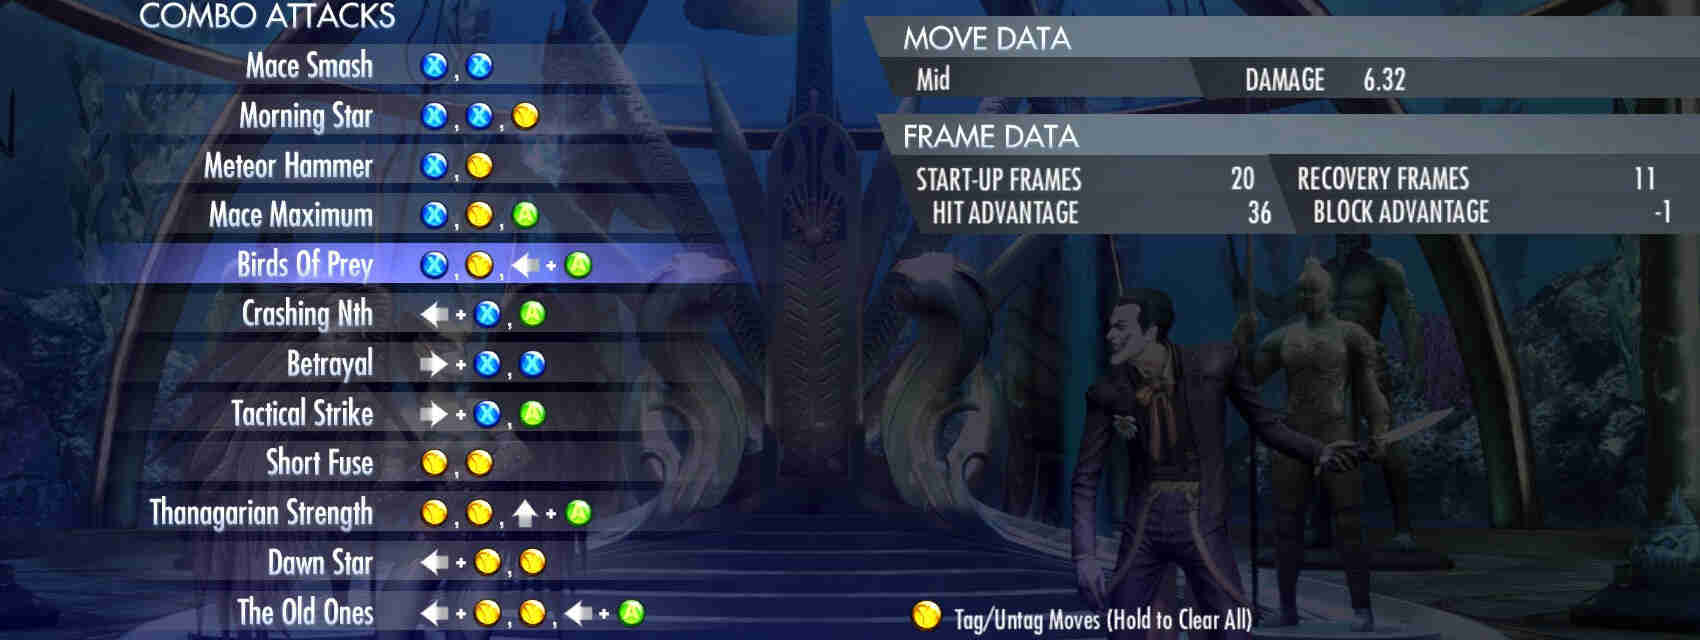 COMBO ATTACKS
Mace Smash X, X
Morning Star X, X, Y
Meteor Hammer X, Y
Mace Maximum X, Y, A
Birds Of Prey X, Y, ← + A
Crashing Nth ← + X, A
Betrayal → + X, X
Tactical Strike → + X, A
Short Fuse Y, Y
Thanagarian Strength Y, Y, ↑ + A
Dawn Star ← + Y, Y
The Old Ones ← + Y, Y, ← + A
MOVE DATA
Mid DAMAGE 6.32
FRAME DATA
START-UP FRAMES 20 RECOVERY FRAMES 11
HIT ADVANTAGE 36 BLOCK ADVANTAGE -1
Y Tag/Untag Moves (Hold to Clear All)